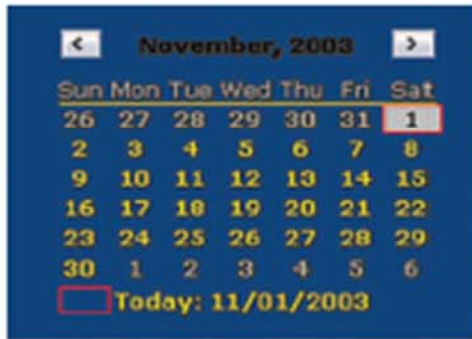 < November, 2003 >
Sun Mon Tue Wed Thu Fri Sat
26 27 28 29 30 31 1
2 3 4 5 6 7 8
9 10 11 12 13 14 15
16 17 18 19 20 21 22
23 24 25 26 27 28 29
30 1 2 3 4 5 6
Today: 11/01/2003